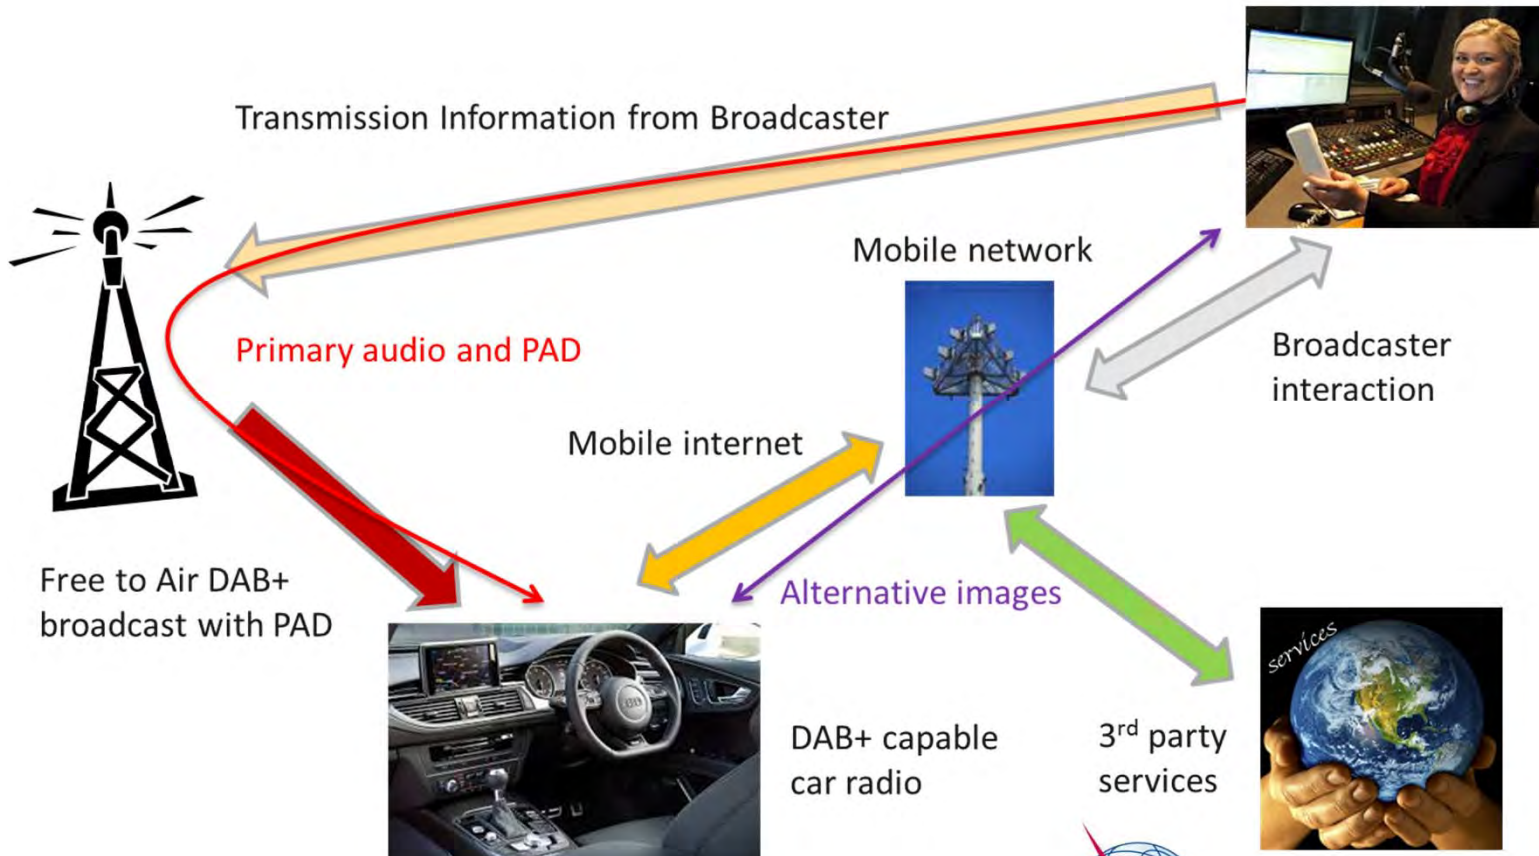 Transmission Information from Broadcaster
Mobile network
Primary audio and PAD
Broadcaster
interaction
Mobile internet
Free to Air DAB+
broadcast with PAD
Alternative images
services
DAB+ capable
car radio
3rd party
services